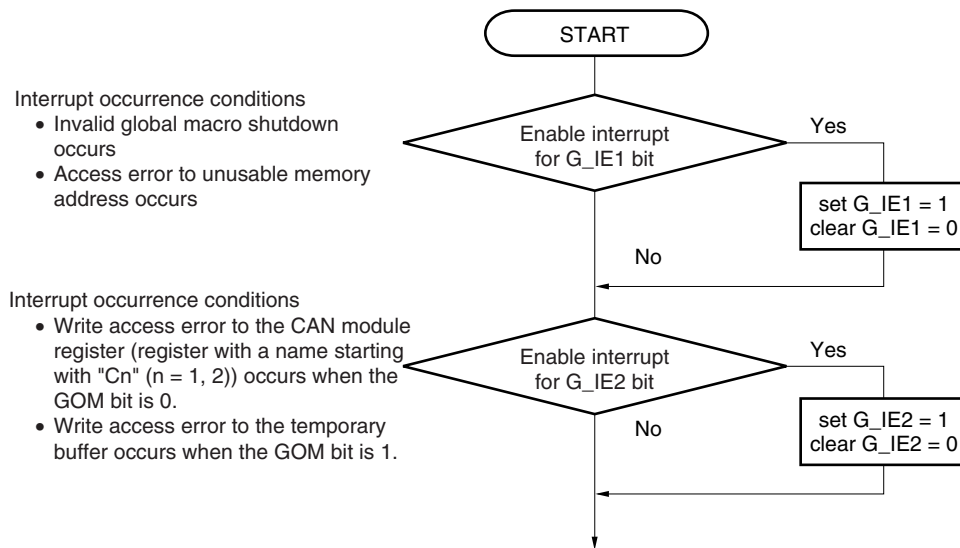 START
Interrupt occurrence conditions
• Invalid global macro shutdown
occurs
• Access error to unusable memory
address occurs
Enable interrupt
for G_IE1 bit
Yes
set G_IE1 = 1
clear G_IE1 = 0
No
Interrupt occurrence conditions
• Write access error to the CAN module
register (register with a name starting
with "Cn" (n = 1, 2)) occurs when the
GOM bit is 0.
• Write access error to the temporary
buffer occurs when the GOM bit is 1.
Enable interrupt
for G_IE2 bit
Yes
set G_IE2 = 1
clear G_IE2 = 0
No